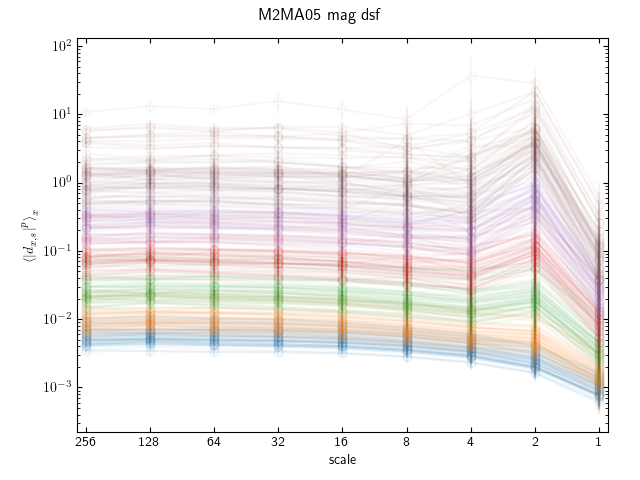 M2MA05 mag dsf
⟨|d_{x,s}|^p⟩_x
10^2
10^1
10^0
10^{-1}
10^{-2}
10^{-3}
256 128 64 32 16 8 4 2 1
scale